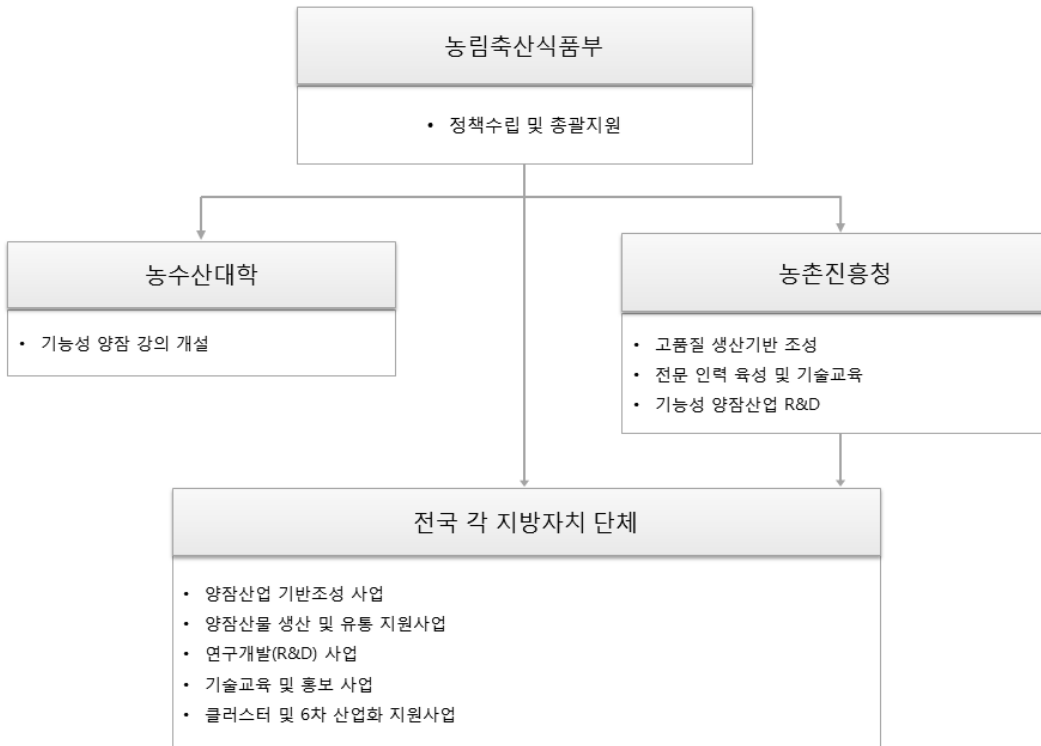 농림축산식품부
• 정책수립 및 총괄지원
농수산대학
• 기능성 양잠 강의 개설
농촌진흥청
• 고품질 생산기반 조성
• 전문 인력 육성 및 기술교육
• 기능성 양잠산업 R&D
전국 각 지방자치 단체
• 양잠산업 기반조성 사업
• 양잠산물 생산 및 유통 지원사업
• 연구개발(R&D) 사업
• 기술교육 및 홍보 사업
• 클러스터 및 6차 산업화 지원사업